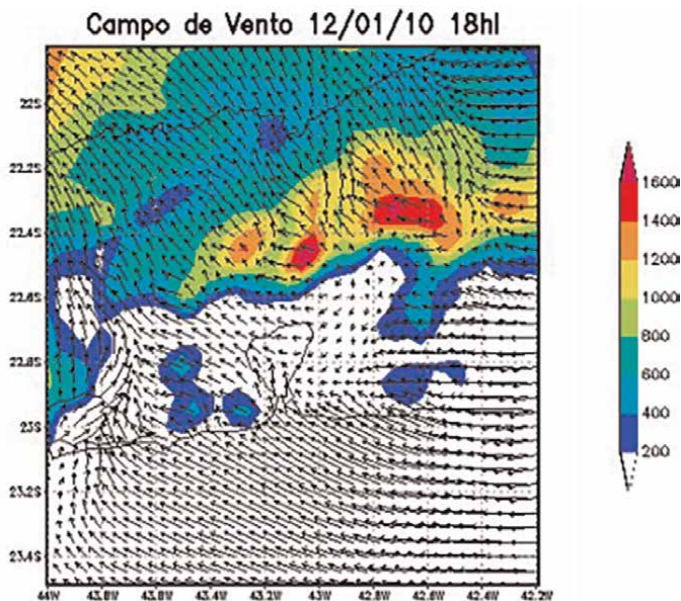 Campo de Vento 12/01/10 18hl
22S
22.2S
22.4S
22.6S
22.8S
23S
23.2S
23.4S
44W 43.8W 43.6W 43.4W 43.2W 43W 42.8W 42.6W 42.4W 42.2W
1600
1400
1200
1000
800
600
400
200